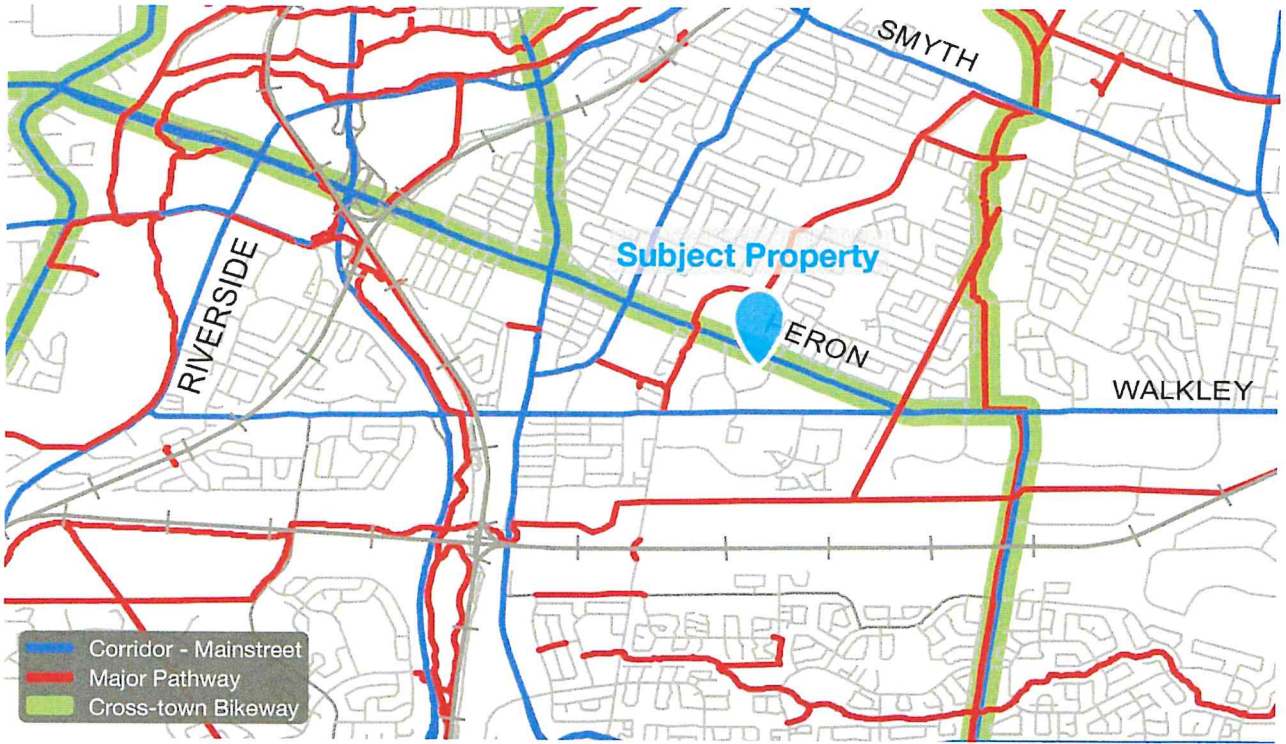 SMYTH
Subject Property
RIVERSIDE
ERON
WALKLEY
Corridor - Mainstreet
Major Pathway
Cross-town Bikeway